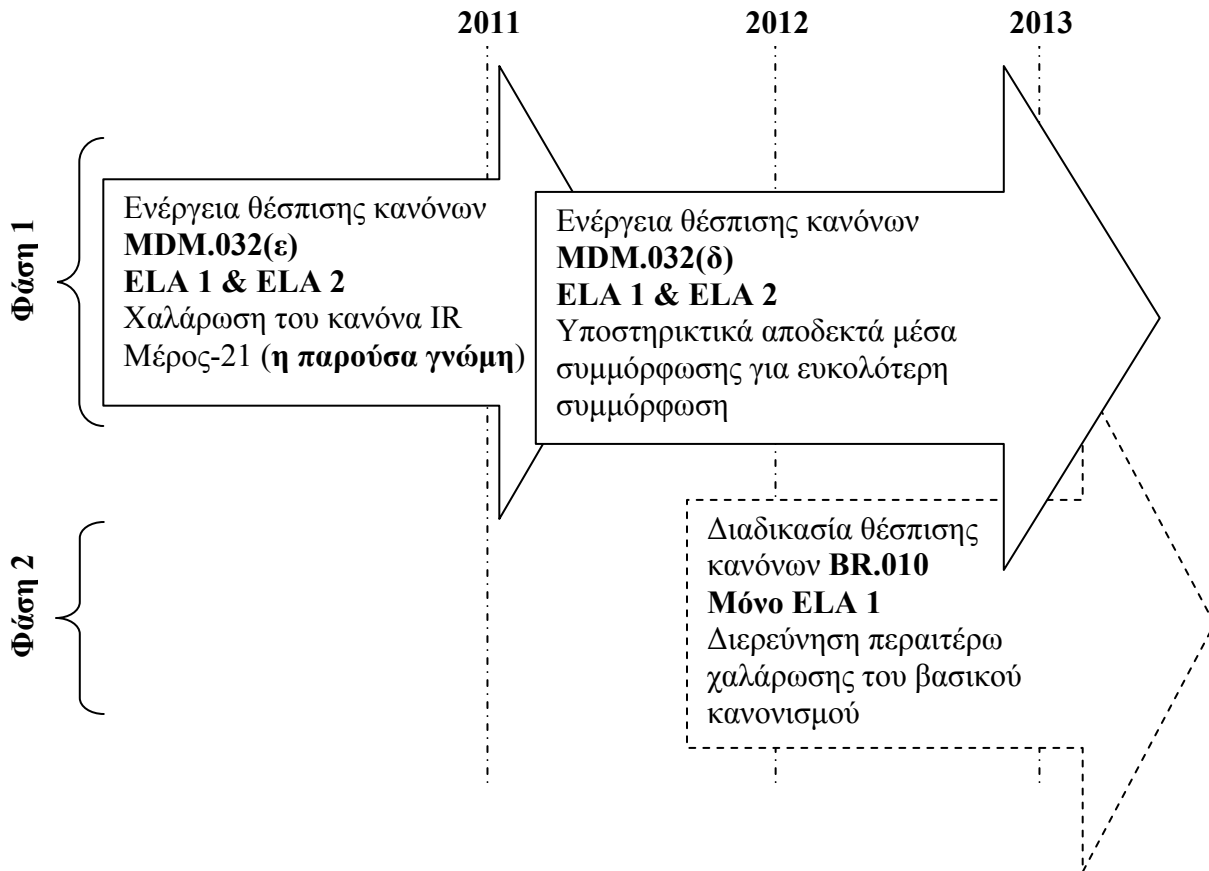 2011
2012
2013
Φάση 1
Ενέργεια θέσπισης κανόνων
MDM.032(ε)
ELA 1 & ELA 2
Χαλάρωση του κανόνα IR
Μέρος-21 (η παρούσα γνώμη)
Ενέργεια θέσπισης κανόνων
MDM.032(δ)
ELA 1 & ELA 2
Υποστηρικτικά αποδεκτά μέσα
συμμόρφωσης για ευκολότερη
συμμόρφωση
Φάση 2
Διαδικασία θέσπισης
κανόνων BR.010
Μόνο ELA 1
Διερεύνηση περαιτέρω
χαλάρωσης του βασικού
κανονισμού